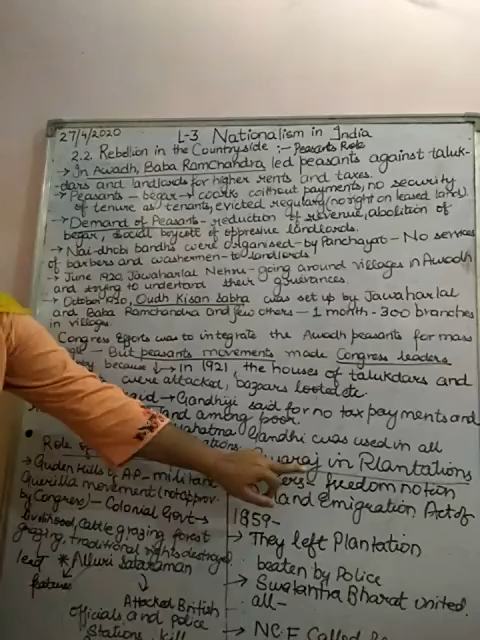 27/4/2020
L-3 Nationalism in India
2.2. Rebellion in the Countryside :- Peasants Role
→ In Awadh, Baba Ramchandra, led peasants against taluk-
dars and landlords for higher rents and taxes.
→ Peasants - begar → work without payments, no security
of tenure as tenants, evicted regularly (no right on leased land).
→ Demand of Peasants - reduction of revenue, abolition of
begar, social boycott of oppressive landlords.
→ Nai-dhobi bandhs were organised - by Panchayat - No services
of barbers and washermen to landlords
→ June 1920, Jawaharlal Nehru - going around villages in Awadh
and trying to understand their grievances.
→ October 1920, Oudh Kisan Sabha was set up by Jawaharlal
and Baba Ramchandra and few others - 1 month - 300 branches
in villages.
Congress Efforts was to integrate the Awadh peasants for mass
- But peasants movements made Congress leaders
because → in 1921, the houses of talukdars and
were attacked, bazaars looted etc.
→ Gandhiji said for no tax payments and
land among poor.
Mahatma Gandhi was used in all
Role of
Swaraj in Plantations
→ Guden Hills of AP - militant
Guerilla movement (not approv-
by Congress) - Colonial Govt →
livelihood, Cattle grazing forest
grazing, traditional rights destroyed
freedom notion
land Emigration Act of
1859-
→ They left Plantation
beaten by Police
→ Swatantra Bharat united
all-
→ NCF Called
* Alluri
features
Attacked British
officials and police
Stations, kill